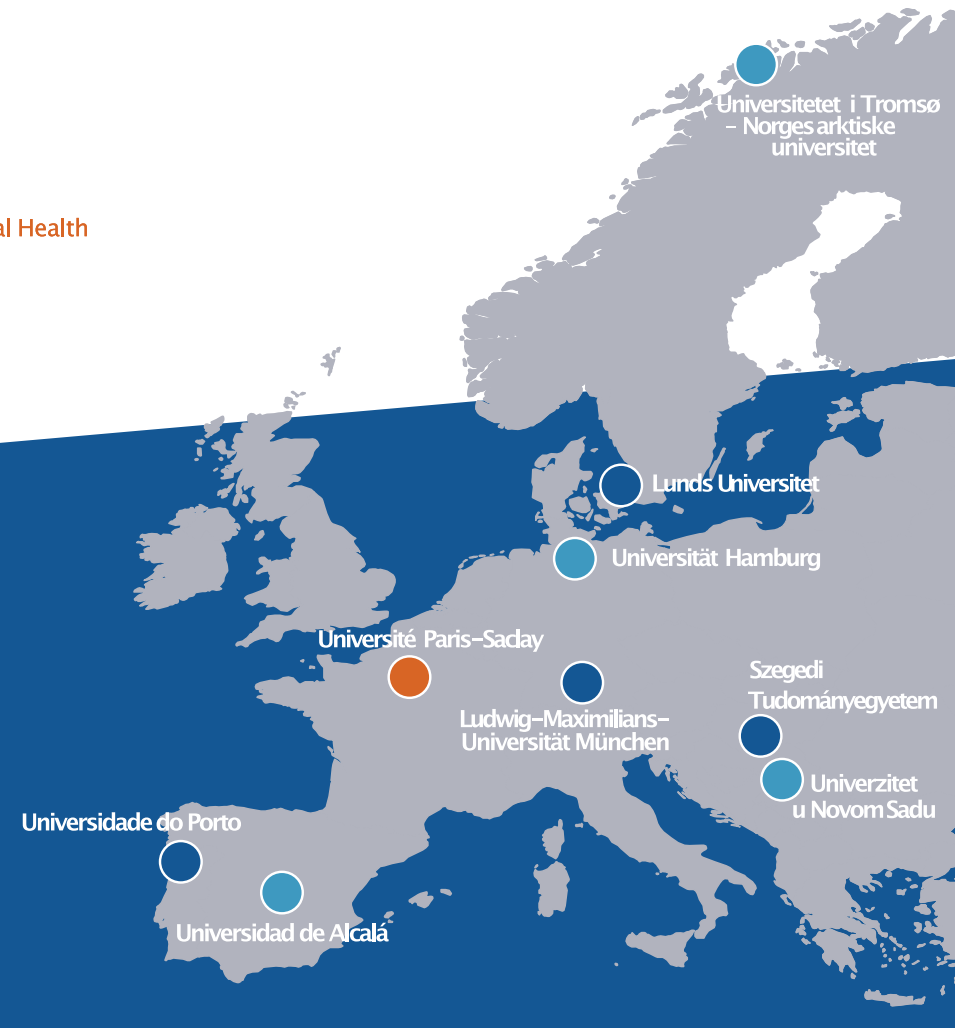 Universitetet i Tromsø
– Norges arktiske
universitet
al Health
Lunds Universitet
Universität Hamburg
Université Paris–Saclay
Szegedi
Tudományegyetem
Ludwig–Maximilians–
Universität München
Univerzitet
u Novom Sadu
Universidade do Porto
Universidad de Alcalá